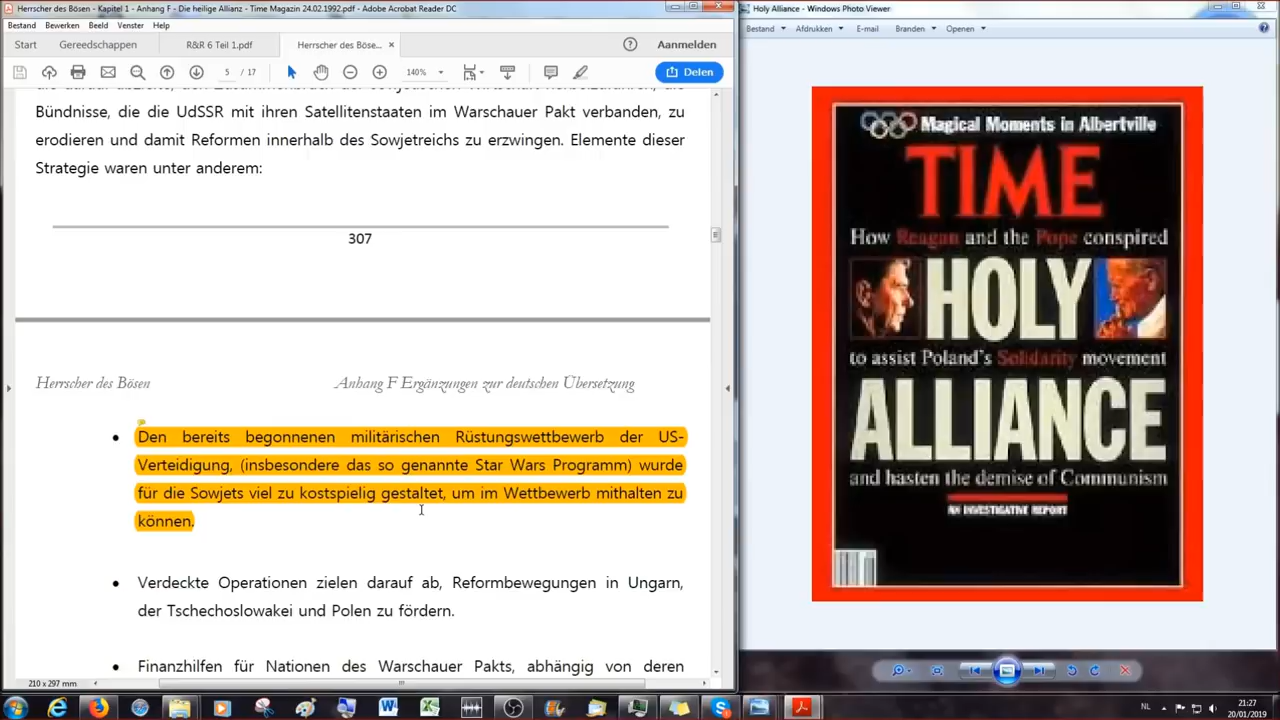 Herrscher des Bösen - Kapitel 1 - Anhang F - Die heilige Allianz - Time Magazin 24.02.1992.pdf - Adobe Acrobat Reader DC
Bestand Bewerken Beeld Venster Help
Start Gereedschappen R&R 6 Teil 1.pdf Herrscher des Böse... × Anmelden
5 / 17 140% Delen
Bündnisse, die die UdSSR mit ihren Satellitenstaaten im Warschauer Pakt verbanden, zu
erodieren und damit Reformen innerhalb des Sowjetreichs zu erzwingen. Elemente dieser
Strategie waren unter anderem:
307
Herrscher des Bösen Anhang F Ergänzungen zur deutschen Übersetzung
• Den bereits begonnenen militärischen Rüstungswettbewerb der US-
Verteidigung, (insbesondere das so genannte Star Wars Programm) wurde
für die Sowjets viel zu kostspielig gestaltet, um im Wettbewerb mithalten zu
können.
• Verdeckte Operationen zielen darauf ab, Reformbewegungen in Ungarn,
der Tschechoslowakei und Polen zu fördern.
• Finanzhilfen für Nationen des Warschauer Pakts, abhängig von deren
210 x 297 mm
Holy Alliance - Windows Photo Viewer
Bestand Afdrukken E-mail Branden Openen
Magical Moments in Albertville
TIME
How Reagan and the Pope conspired
HOLY
to assist Poland's Solidarity movement
ALLIANCE
and hasten the demise of Communism
AN INVESTIGATIVE REPORT
NL 21:27
20/01/2019